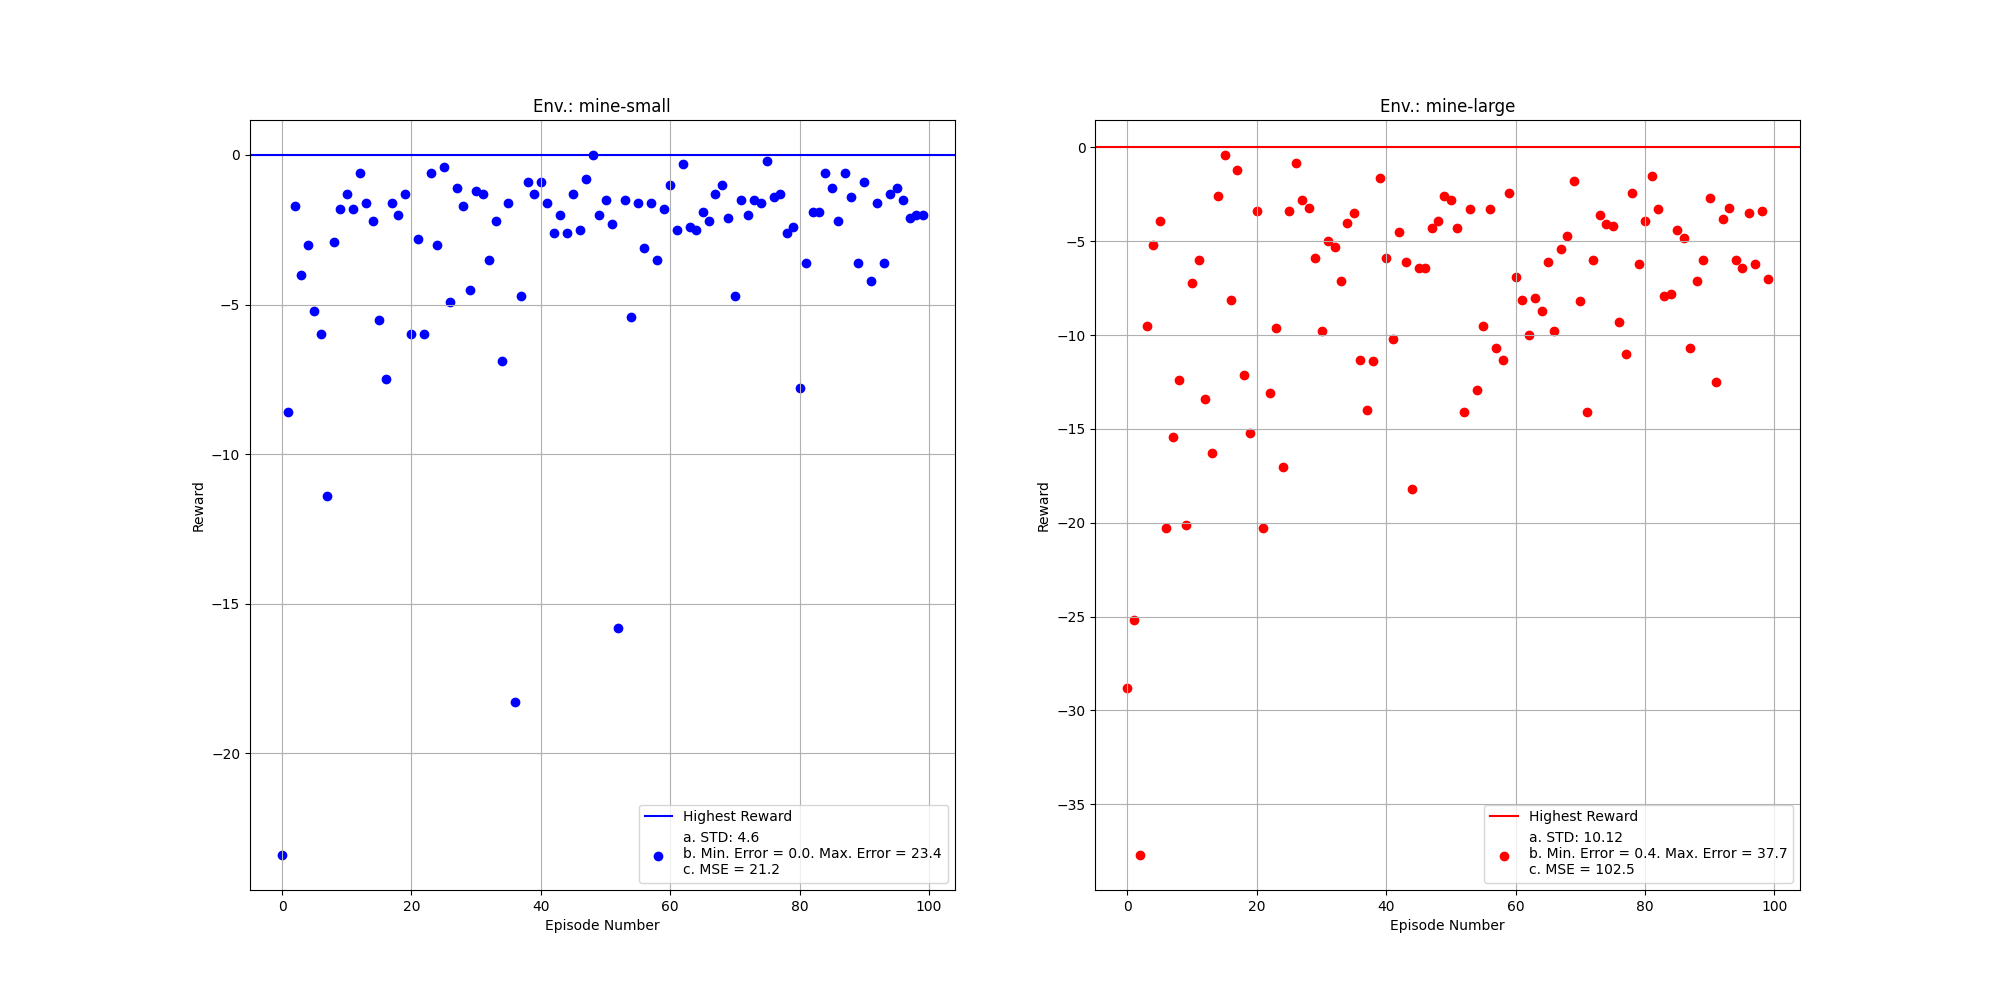 Env.: mine-small
0
−5
−10
−15
−20
Reward
0
20
40
60
80
100
Episode Number
Highest Reward
a. STD: 4.6
b. Min. Error = 0.0. Max. Error = 23.4
c. MSE = 21.2
Env.: mine-large
0
−5
−10
−15
−20
−25
−30
−35
Reward
0
20
40
60
80
100
Episode Number
Highest Reward
a. STD: 10.12
b. Min. Error = 0.4. Max. Error = 37.7
c. MSE = 102.5